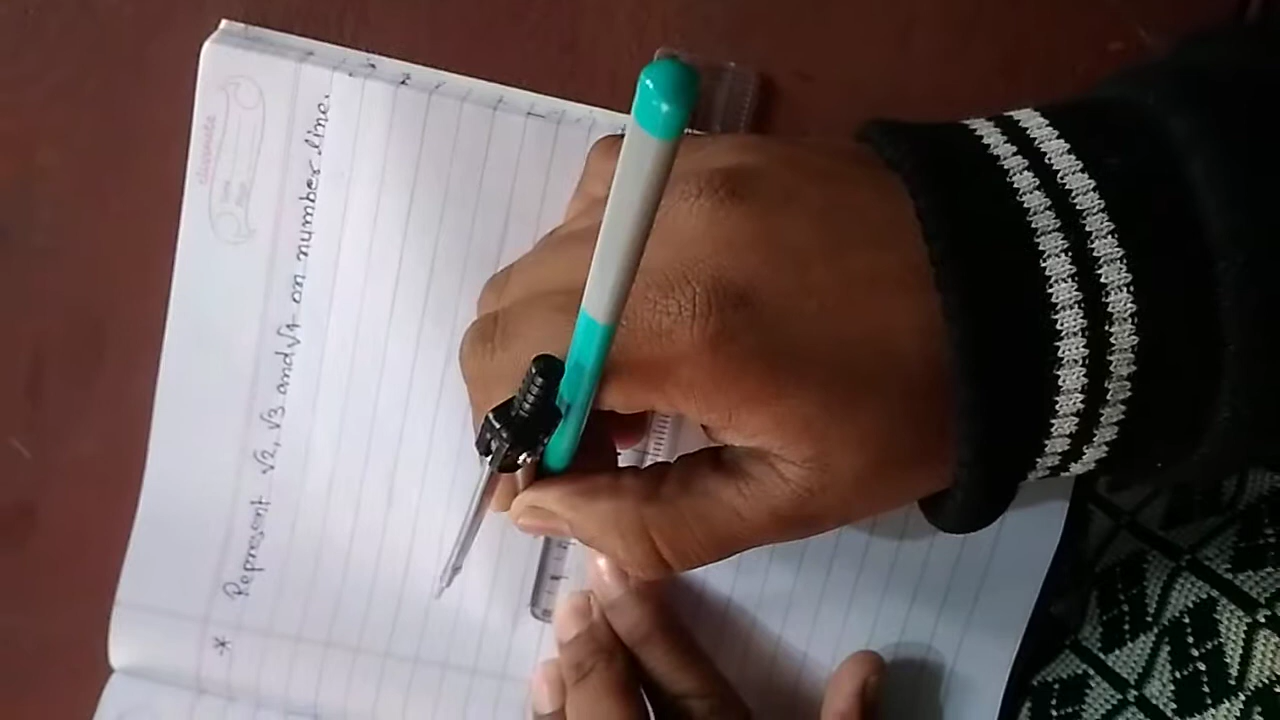 * Represent √2, √3 and √4 on number line.